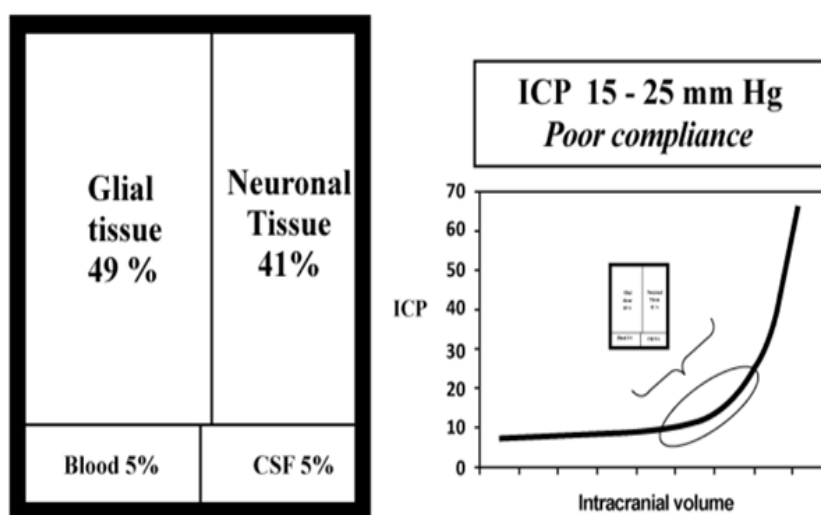 Glial
tissue
49 %
Neuronal
Tissue
41%
Blood 5%
CSF 5%
ICP 15 - 25 mm Hg
Poor compliance
70
60
50
40
30
20
10
0
ICP
Intracranial volume